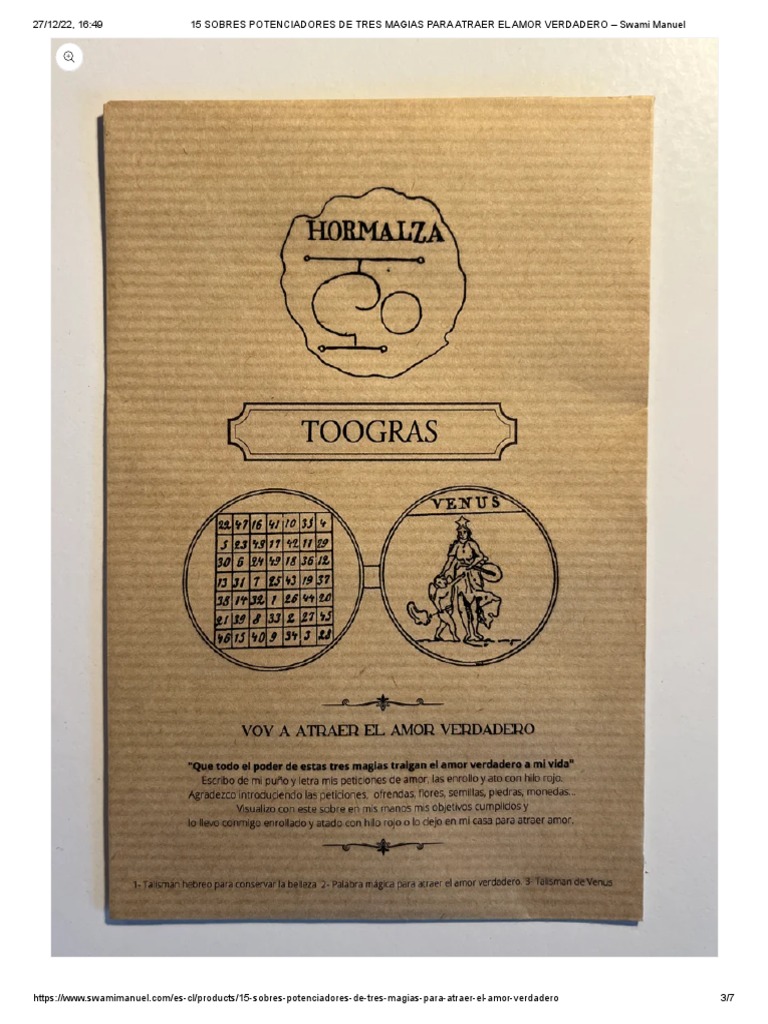 27/12/22, 16:49 15 SOBRES POTENCIADORES DE TRES MAGIAS PARA ATRAER EL AMOR VERDADERO – Swami Manuel
HORMALZA
TOOGRAS
22 47 16 41 10 35 4
5 23 48 17 42 11 29
30 6 24 49 18 36 12
13 31 7 25 43 19 37
38 14 32 1 26 44 20
21 39 8 33 2 27 45
46 15 40 9 34 3 28
VENUS
VOY A ATRAER EL AMOR VERDADERO
"Que todo el poder de estas tres magias traigan el amor verdadero a mi vida"
Escribo de mi puño y letra mis peticiones de amor, las enrollo y ato con hilo rojo.
Agradezco introduciendo las peticiones, ofrendas, flores, semillas, piedras, monedas...
Visualizo con este sobre en mis manos mis objetivos cumplidos y
lo llevo conmigo enrollado y atado con hilo rojo o lo dejo en mi casa para atraer amor.
1- Talismán hebreo para conservar la belleza 2- Palabra mágica para atraer el amor verdadero. 3- Talisman de Venus
https://www.swamimanuel.com/es-cl/products/15-sobres-potenciadores-de-tres-magias-para-atraer-el-amor-verdadero 3/7